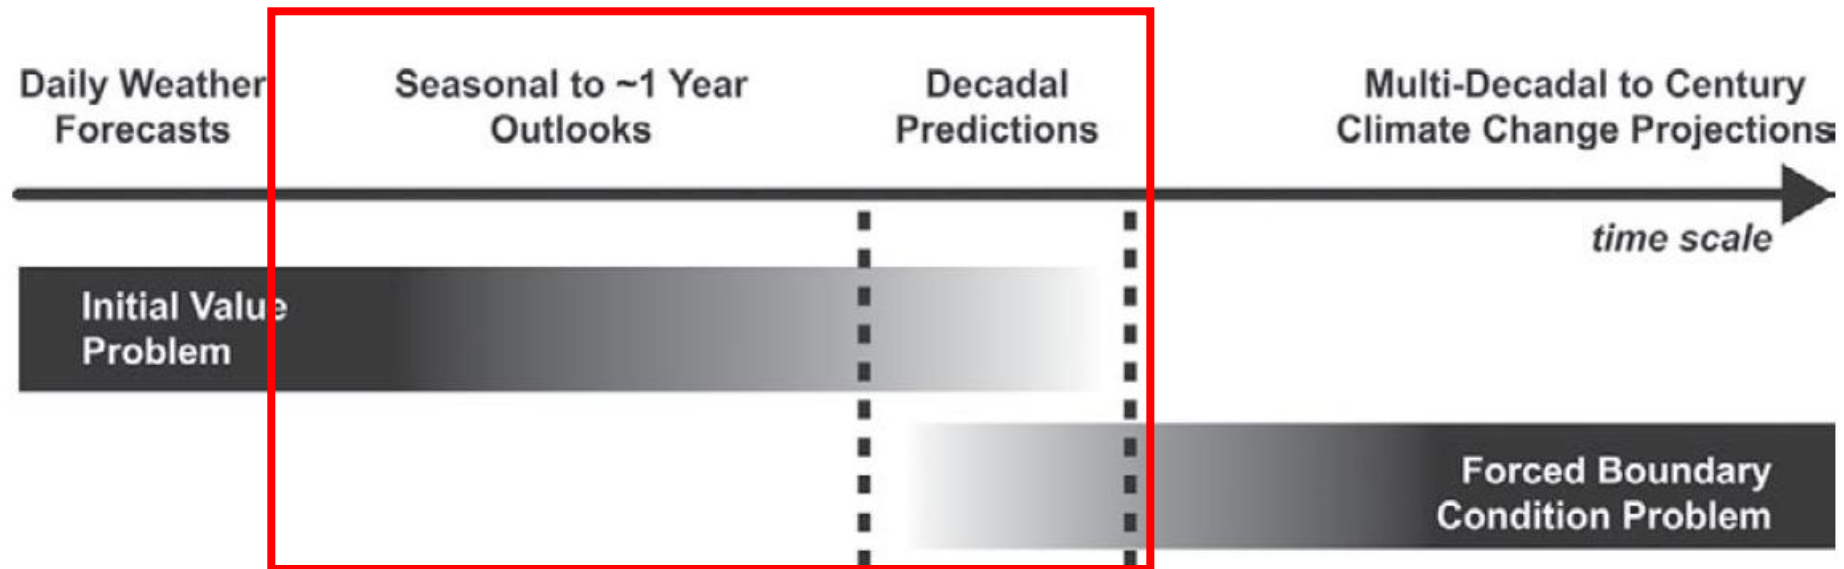 Daily Weather
Forecasts
Seasonal to ~1 Year
Outlooks
Decadal
Predictions
Multi-Decadal to Century
Climate Change Projections
time scale
Initial Value
Problem
Forced Boundary
Condition Problem